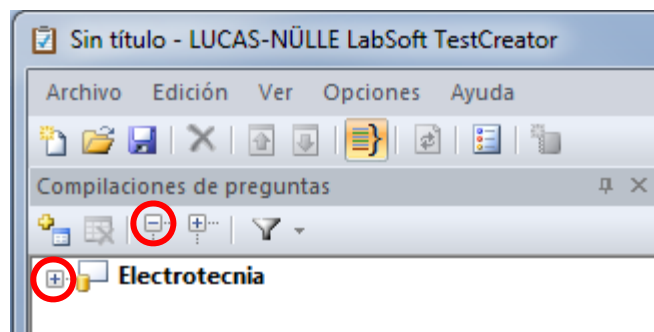 Sin título - LUCAS-NÜLLE LabSoft TestCreator
Archivo Edición Ver Opciones Ayuda
Compilaciones de preguntas
Electrotecnia